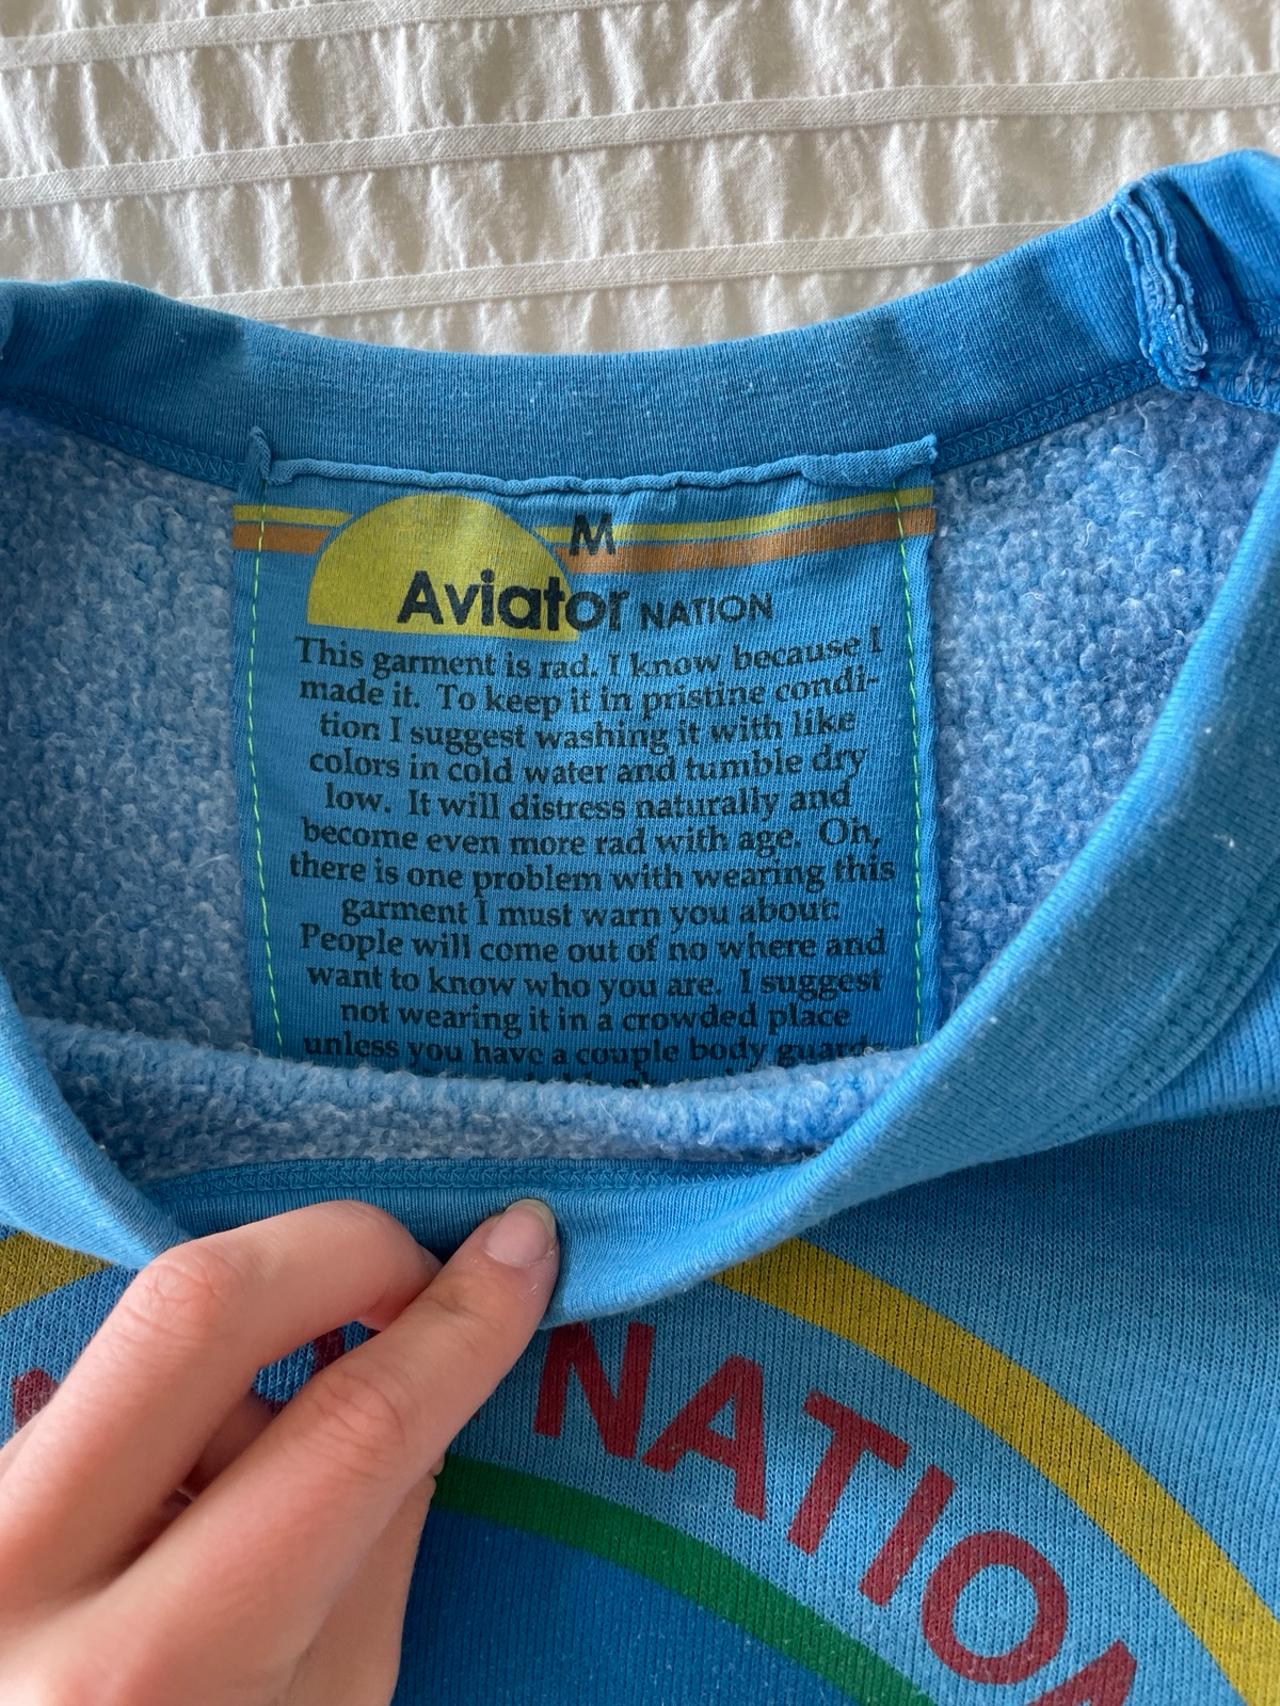 M
Aviator NATION
This garment is rad. I know because I
made it. To keep it in pristine condi-
tion I suggest washing it with like
colors in cold water and tumble dry
low. It will distress naturally and
become even more rad with age. Oh,
there is one problem with wearing this
garment I must warn you about:
People will come out of no where and
want to know who you are. I suggest
not wearing it in a crowded place
unless you have a couple body guard-
NATION